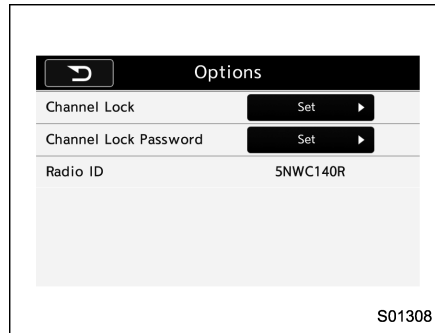 Options
Channel Lock Set
Channel Lock Password Set
Radio ID 5NWC140R
S01308